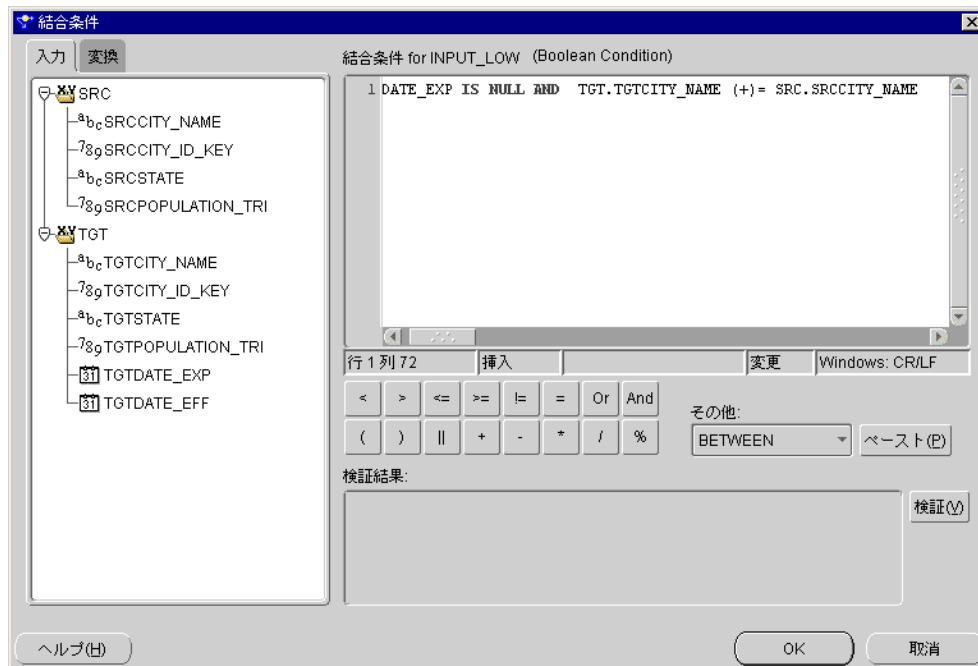 結合条件
入力 変換
結合条件 for INPUT_LOW (Boolean Condition)
SRC
SRCCITY_NAME
SRCCITY_ID_KEY
SRCSTATE
SRCPOPULATION_TRI
TGT
TGTCITY_NAME
TGTCITY_ID_KEY
TGTSTATE
TGTPOPULATION_TRI
TGTDATE_EXP
TGTDATE_EFF
1 DATE_EXP IS NULL AND TGT.TGTCITY_NAME (+)= SRC.SRCCITY_NAME
行 1 列 72 挿入 変更 Windows: CR/LF
< > <= >= != = Or And
( ) || + - * / %
その他:
BETWEEN ペースト(P)
検証結果:
検証(V)
ヘルプ(H) OK 取消